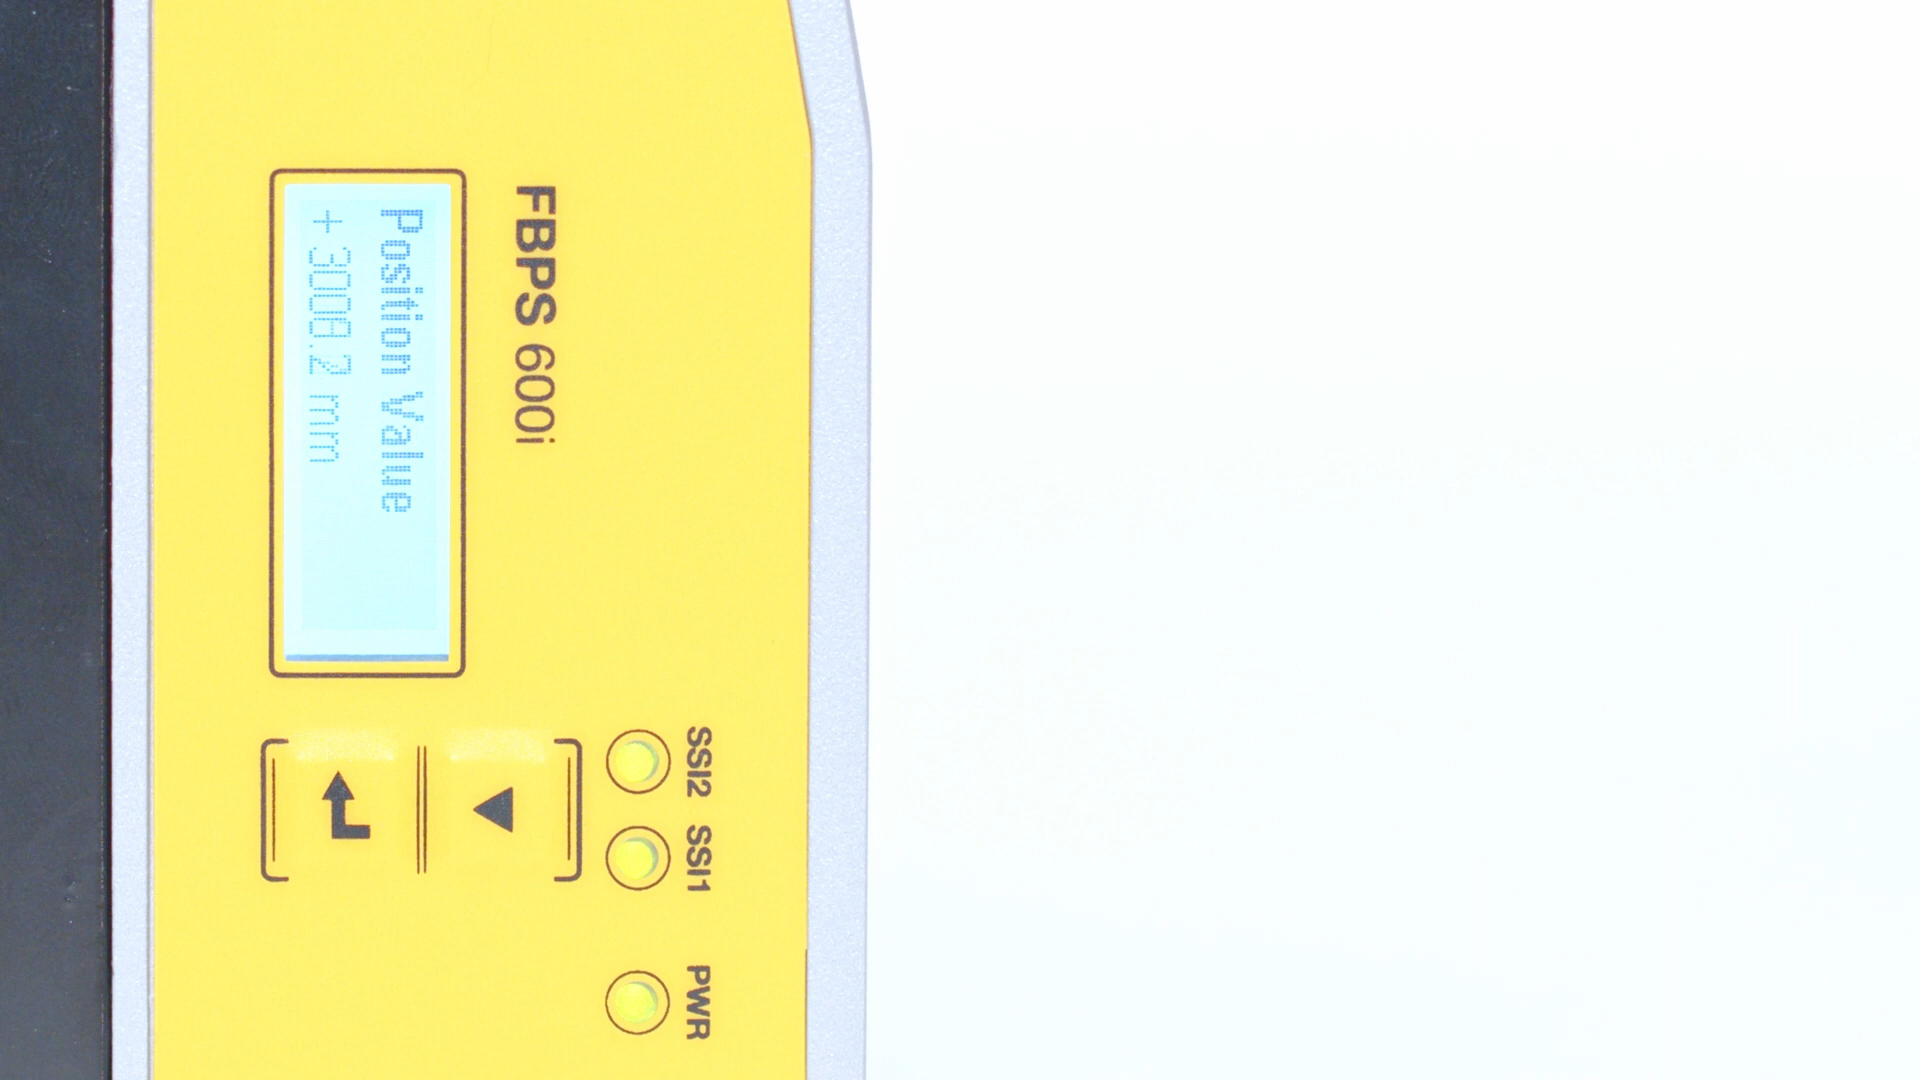 FBPS 600i
Position Value
+ 3008.2 mm
SSI2 SSI1 PWR